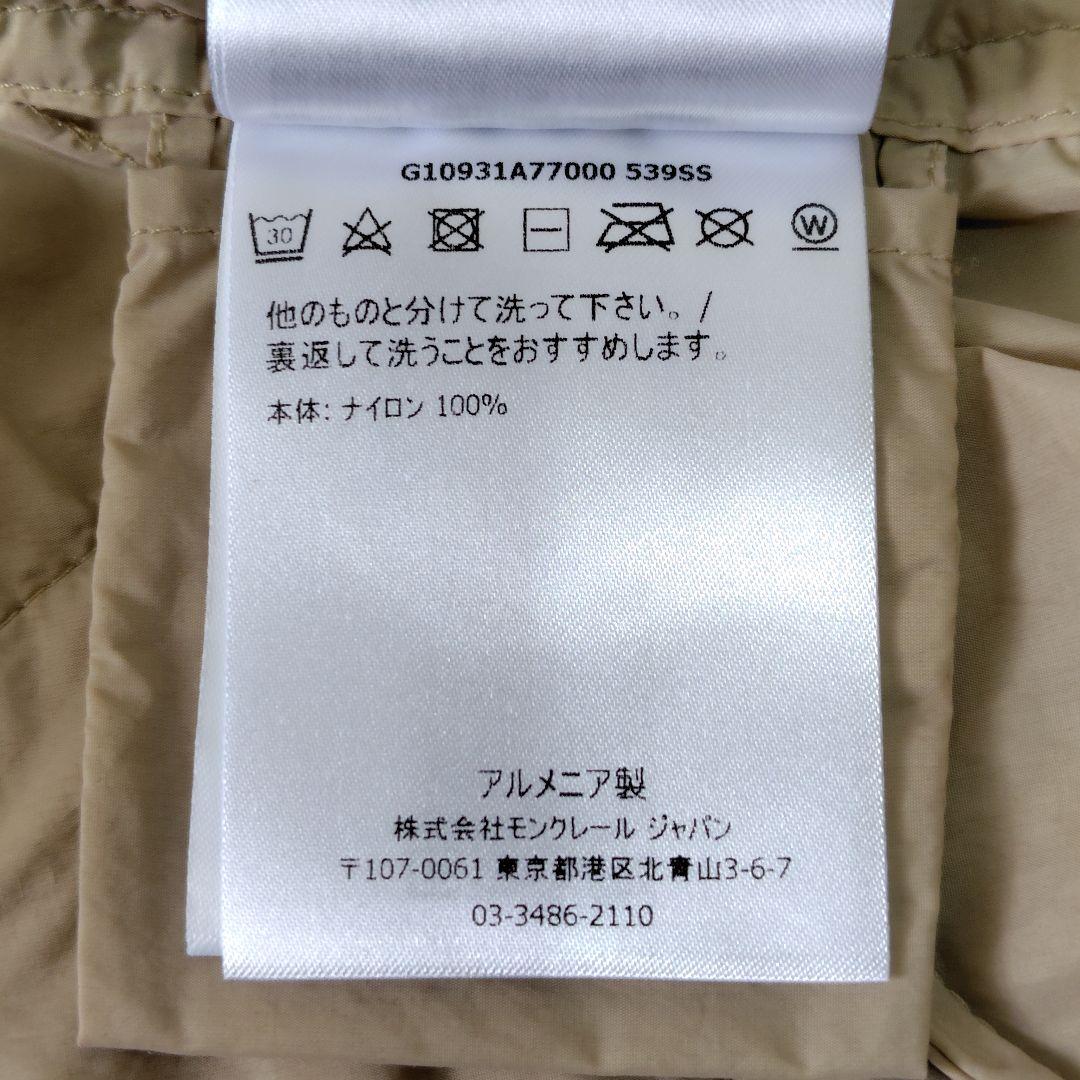 G10931A77000 539SS
30
W
他のものと分けて洗って下さい。/
裏返して洗うことをおすすめします。
本体: ナイロン 100%
アルメニア製
株式会社モンクレール ジャパン
〒107-0061 東京都港区北青山3-6-7
03-3486-2110